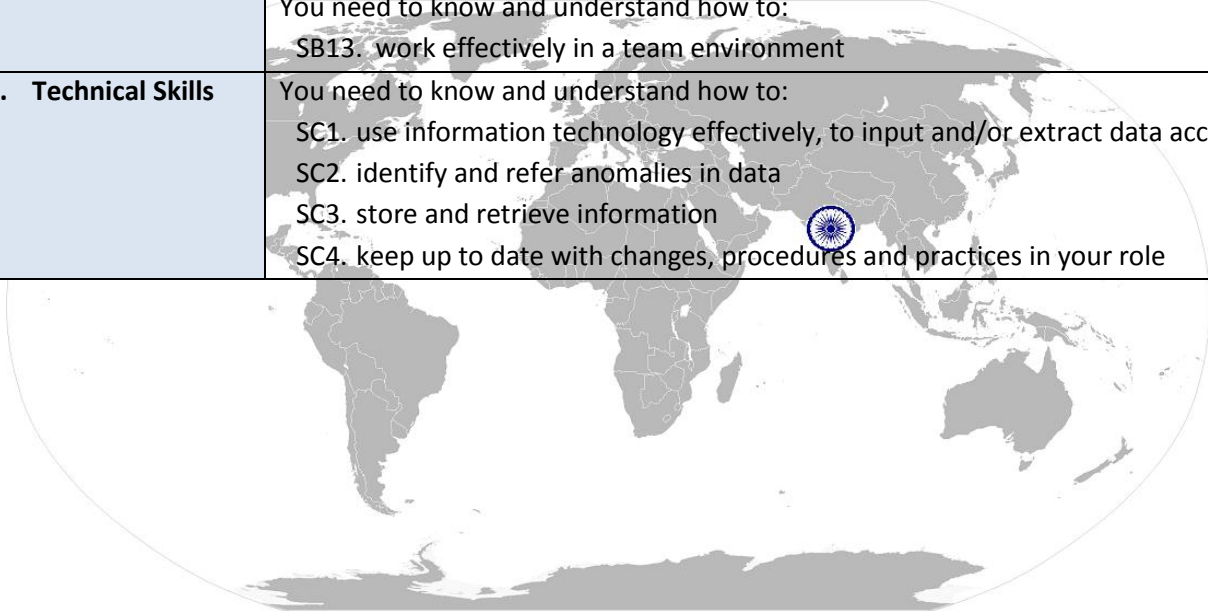 You need to know and understand how to:
SB13. work effectively in a team environment
. Technical Skills
You need to know and understand how to:
SC1. use information technology effectively, to input and/or extract data acc
SC2. identify and refer anomalies in data
SC3. store and retrieve information
SC4. keep up to date with changes, procedures and practices in your role